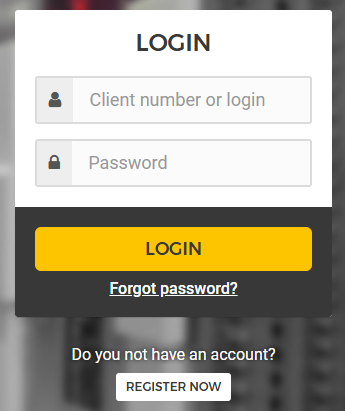 LOGIN
Client number or login
Password
LOGIN
Forgot password?
Do you not have an account?
REGISTER NOW